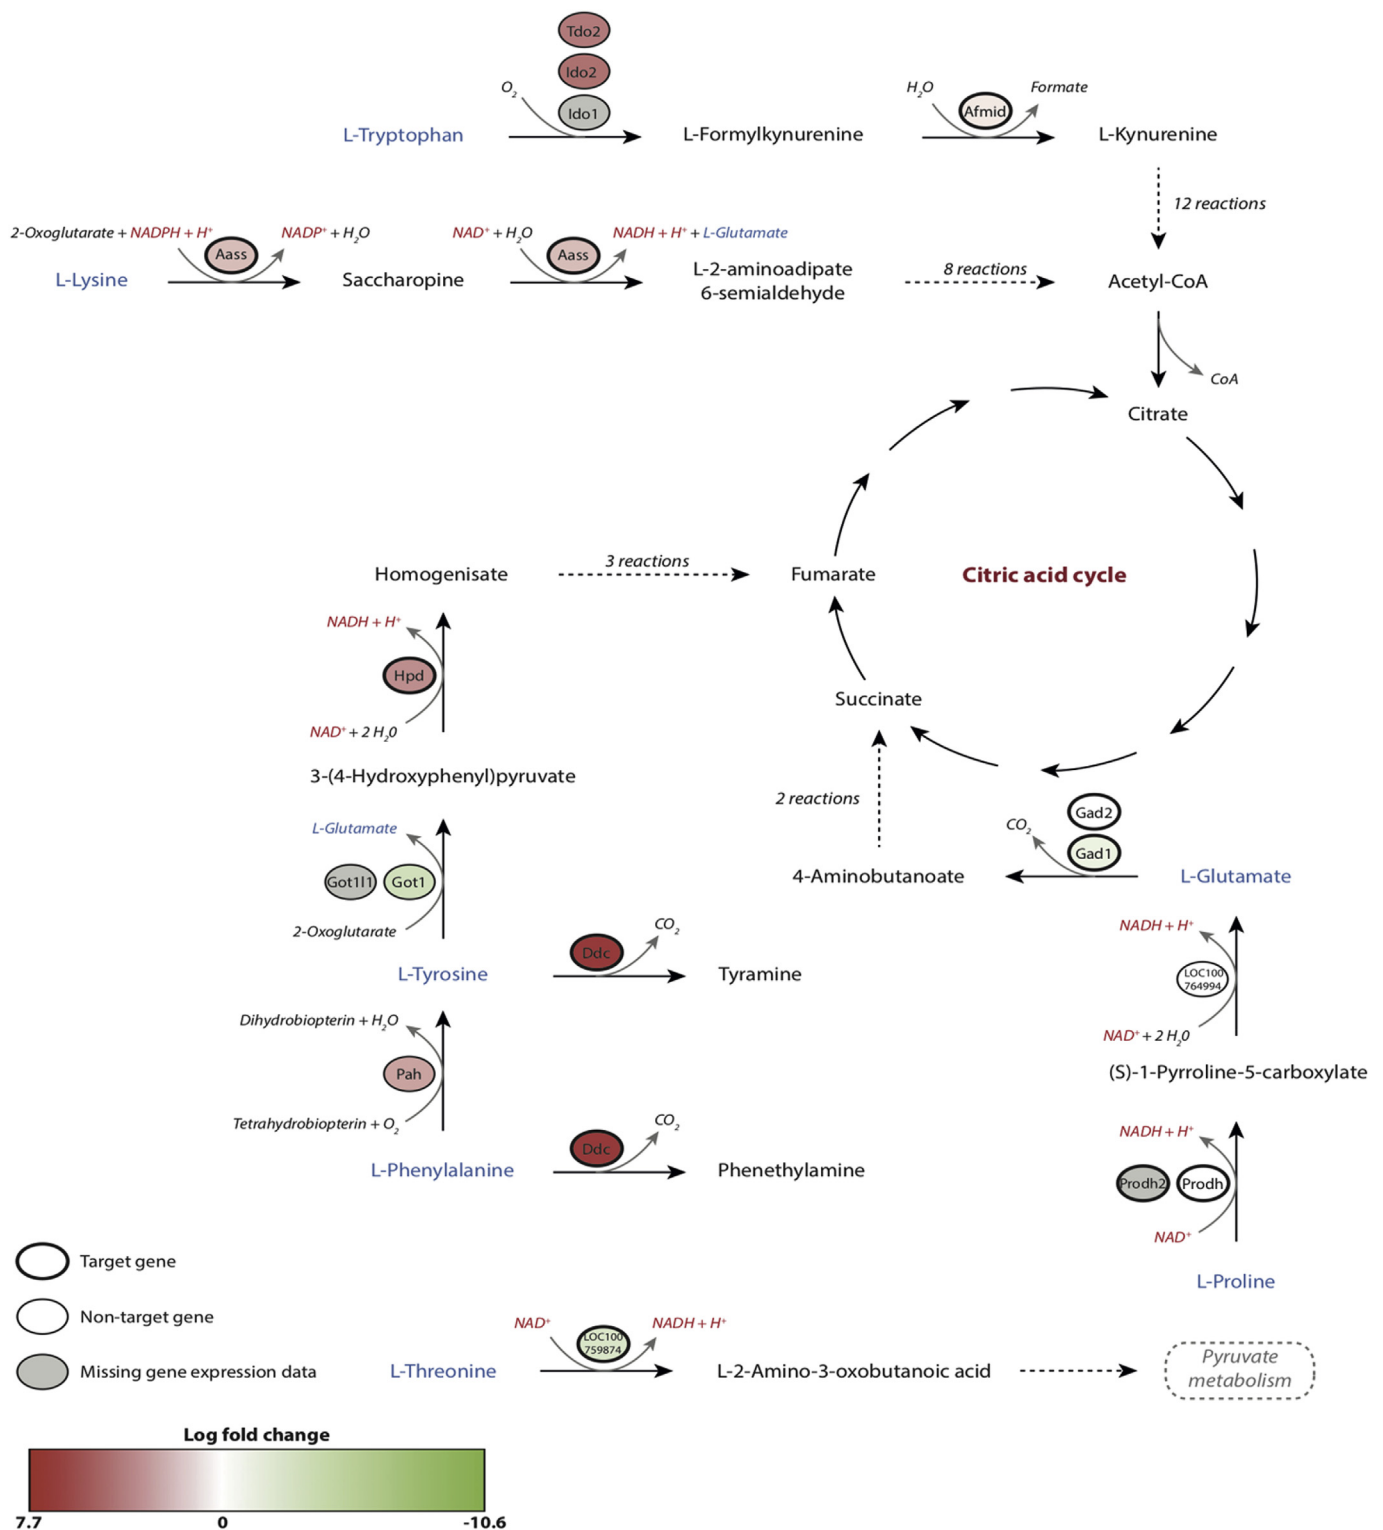 Tdo2
Ido2
Ido1
O2
H2O
Afmid
Formate
L-Tryptophan
L-Formylkynurenine
L-Kynurenine
12 reactions
2-Oxoglutarate + NADPH + H+
Aass
NADP+ + H2O
NAD+ + H2O
Aass
NADH + H+ + L-Glutamate
L-Lysine
Saccharopine
L-2-aminoadipate
6-semialdehyde
8 reactions
Acetyl-CoA
CoA
Citrate
Homogenisate
3 reactions
Fumarate
Citric acid cycle
NADH + H+
Hpd
NAD+ + 2 H20
Succinate
3-(4-Hydroxyphenyl)pyruvate
2 reactions
Gad2
CO2
Gad1
L-Glutamate
Got1l1
Got1
2-Oxoglutarate
4-Aminobutanoate
L-Glutamate
NADH + H+
LOC100
764994
NAD+ + 2 H20
L-Tyrosine
Ddc
CO2
Tyramine
Dihydrobiopterin + H2O
Pah
Tetrahydrobiopterin + O2
(S)-1-Pyrroline-5-carboxylate
L-Phenylalanine
Ddc
CO2
Phenethylamine
NADH + H+
Prodh2
Prodh
NAD+
L-Proline
Target gene
Non-target gene
Missing gene expression data
NAD+
LOC100
759874
NADH + H+
L-Threonine
L-2-Amino-3-oxobutanoic acid
Pyruvate
metabolism
Log fold change
7.7
0
-10.6